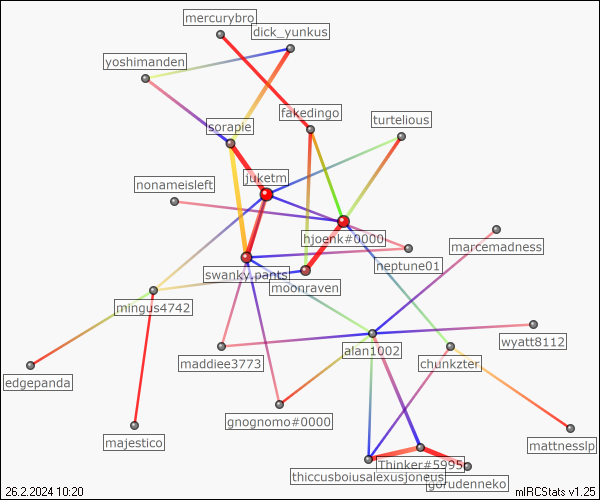 mercurybro
dick_yunkus
yoshimanden
fakedingo
turtelious
sorapie
juketm
nonameisleft
hjoenk#0000
marcemadness
neptune01
swanky.pants
moonraven
mingus4742
wyatt8112
alan1002
maddiee3773
chunkzter
edgepanda
gnognomo#0000
majestico
mattnesslp
Thinker#5995
thiccusboiusalexusjoneus
gorudenneko
26.2.2024 10:20
mIRCStats v1.25